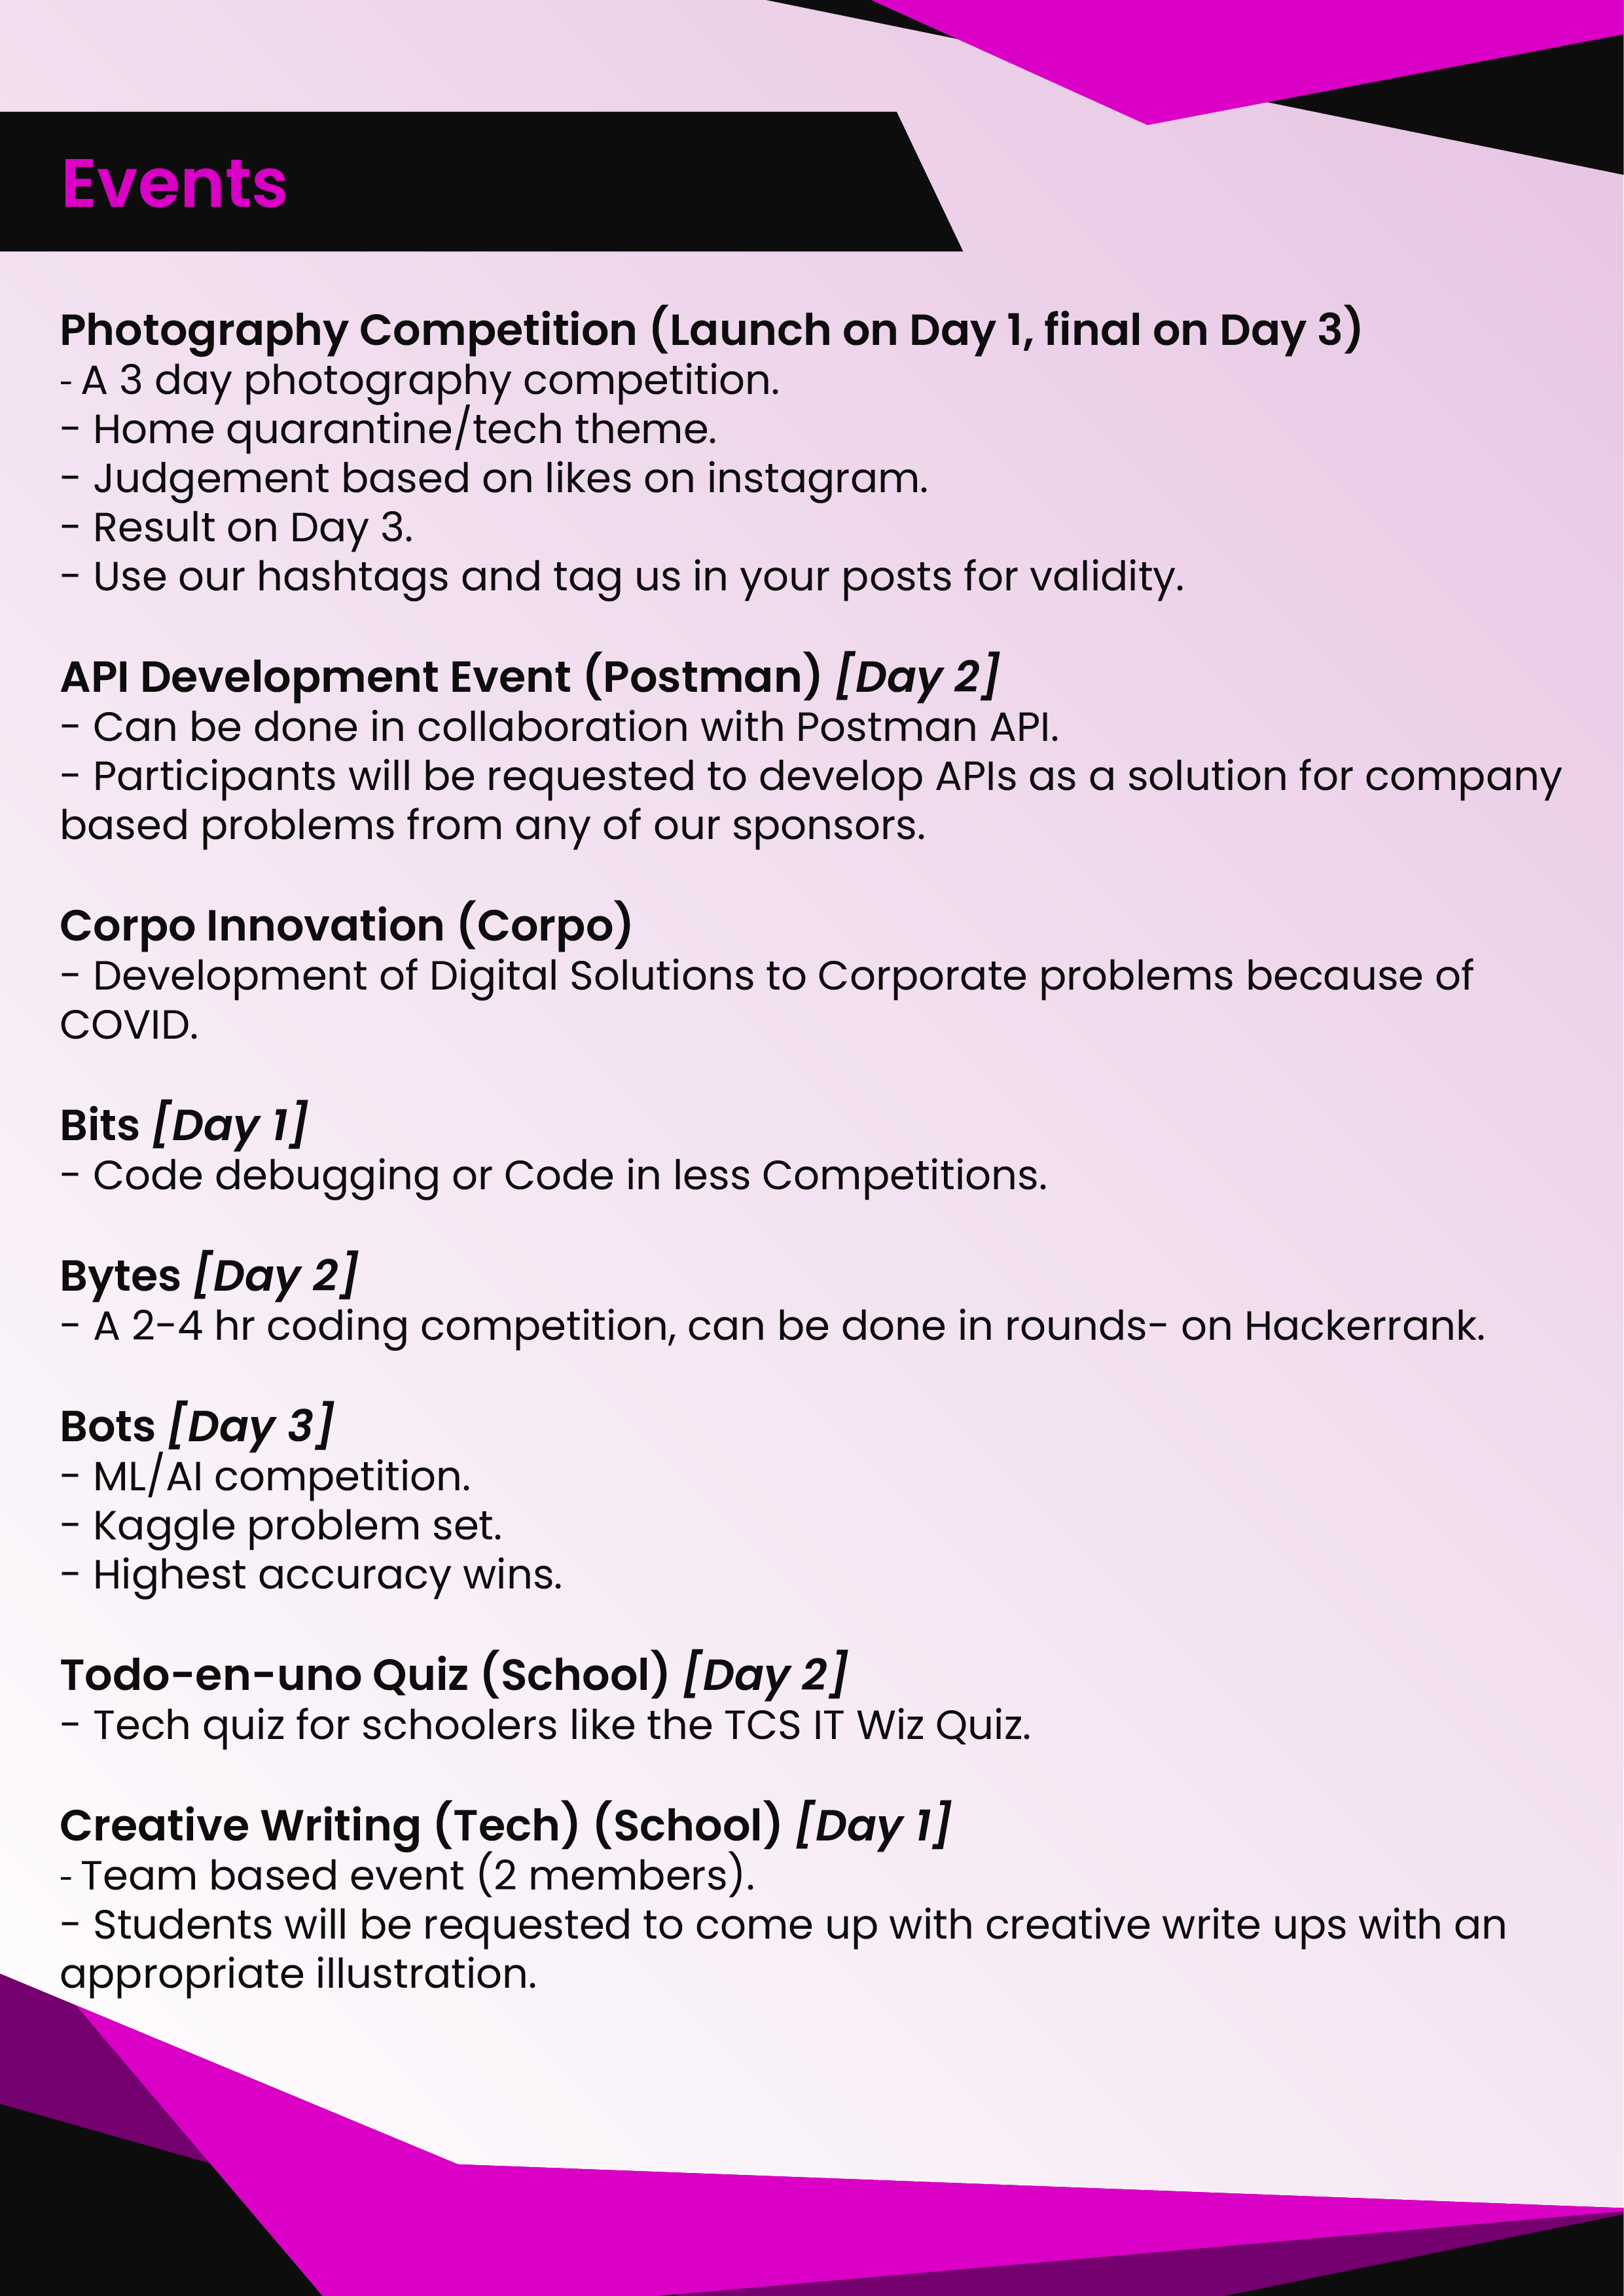 Events
Photography Competition (Launch on Day 1, final on Day 3)
- A 3 day photography competition.
- Home quarantine/tech theme.
- Judgement based on likes on instagram.
- Result on Day 3.
- Use our hashtags and tag us in your posts for validity.
API Development Event (Postman) [Day 2]
- Can be done in collaboration with Postman API.
- Participants will be requested to develop APIs as a solution for company
based problems from any of our sponsors.
Corpo Innovation (Corpo)
- Development of Digital Solutions to Corporate problems because of
COVID.
Bits [Day 1]
- Code debugging or Code in less Competitions.
Bytes [Day 2]
- A 2-4 hr coding competition, can be done in rounds- on Hackerrank.
Bots [Day 3]
- ML/AI competition.
- Kaggle problem set.
- Highest accuracy wins.
Todo-en-uno Quiz (School) [Day 2]
- Tech quiz for schoolers like the TCS IT Wiz Quiz.
Creative Writing (Tech) (School) [Day 1]
- Team based event (2 members).
- Students will be requested to come up with creative write ups with an
appropriate illustration.